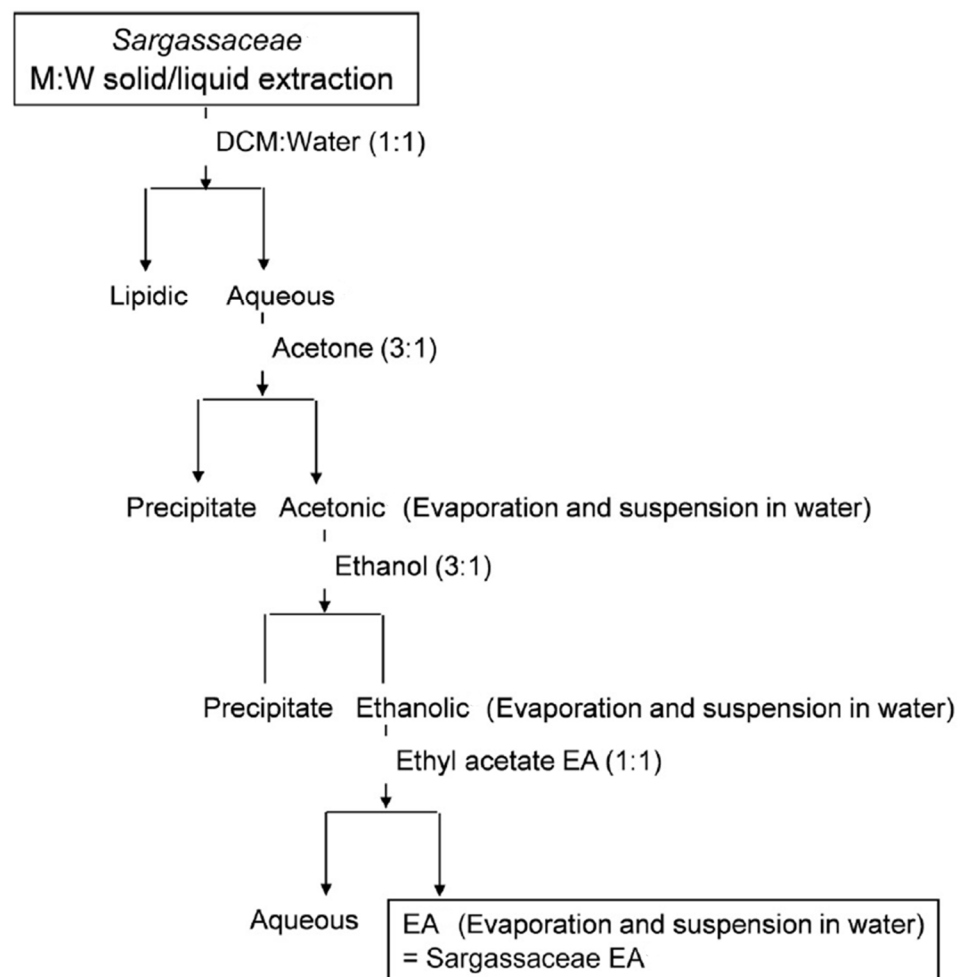 Sargassaceae
M:W solid/liquid extraction
DCM:Water (1:1)
Lipidic Aqueous
Acetone (3:1)
Precipitate Acetonic (Evaporation and suspension in water)
Ethanol (3:1)
Precipitate Ethanolic (Evaporation and suspension in water)
Ethyl acetate EA (1:1)
Aqueous EA (Evaporation and suspension in water)
= Sargassaceae EA